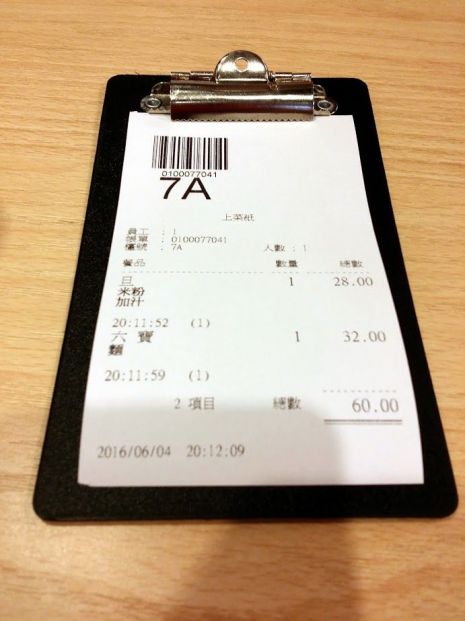 0100077041
7A
上菜紙
員工 : 1
帳單 : 0100077041
檯號 : 7A 人數 : 1
餐品 數量 總數
旦 1 28.00
米粉
加汁
20:11:52 (1)
六 寶 1 32.00
麵
20:11:59 (1)
2 項目 總數 60.00
2016/06/04 20:12:09